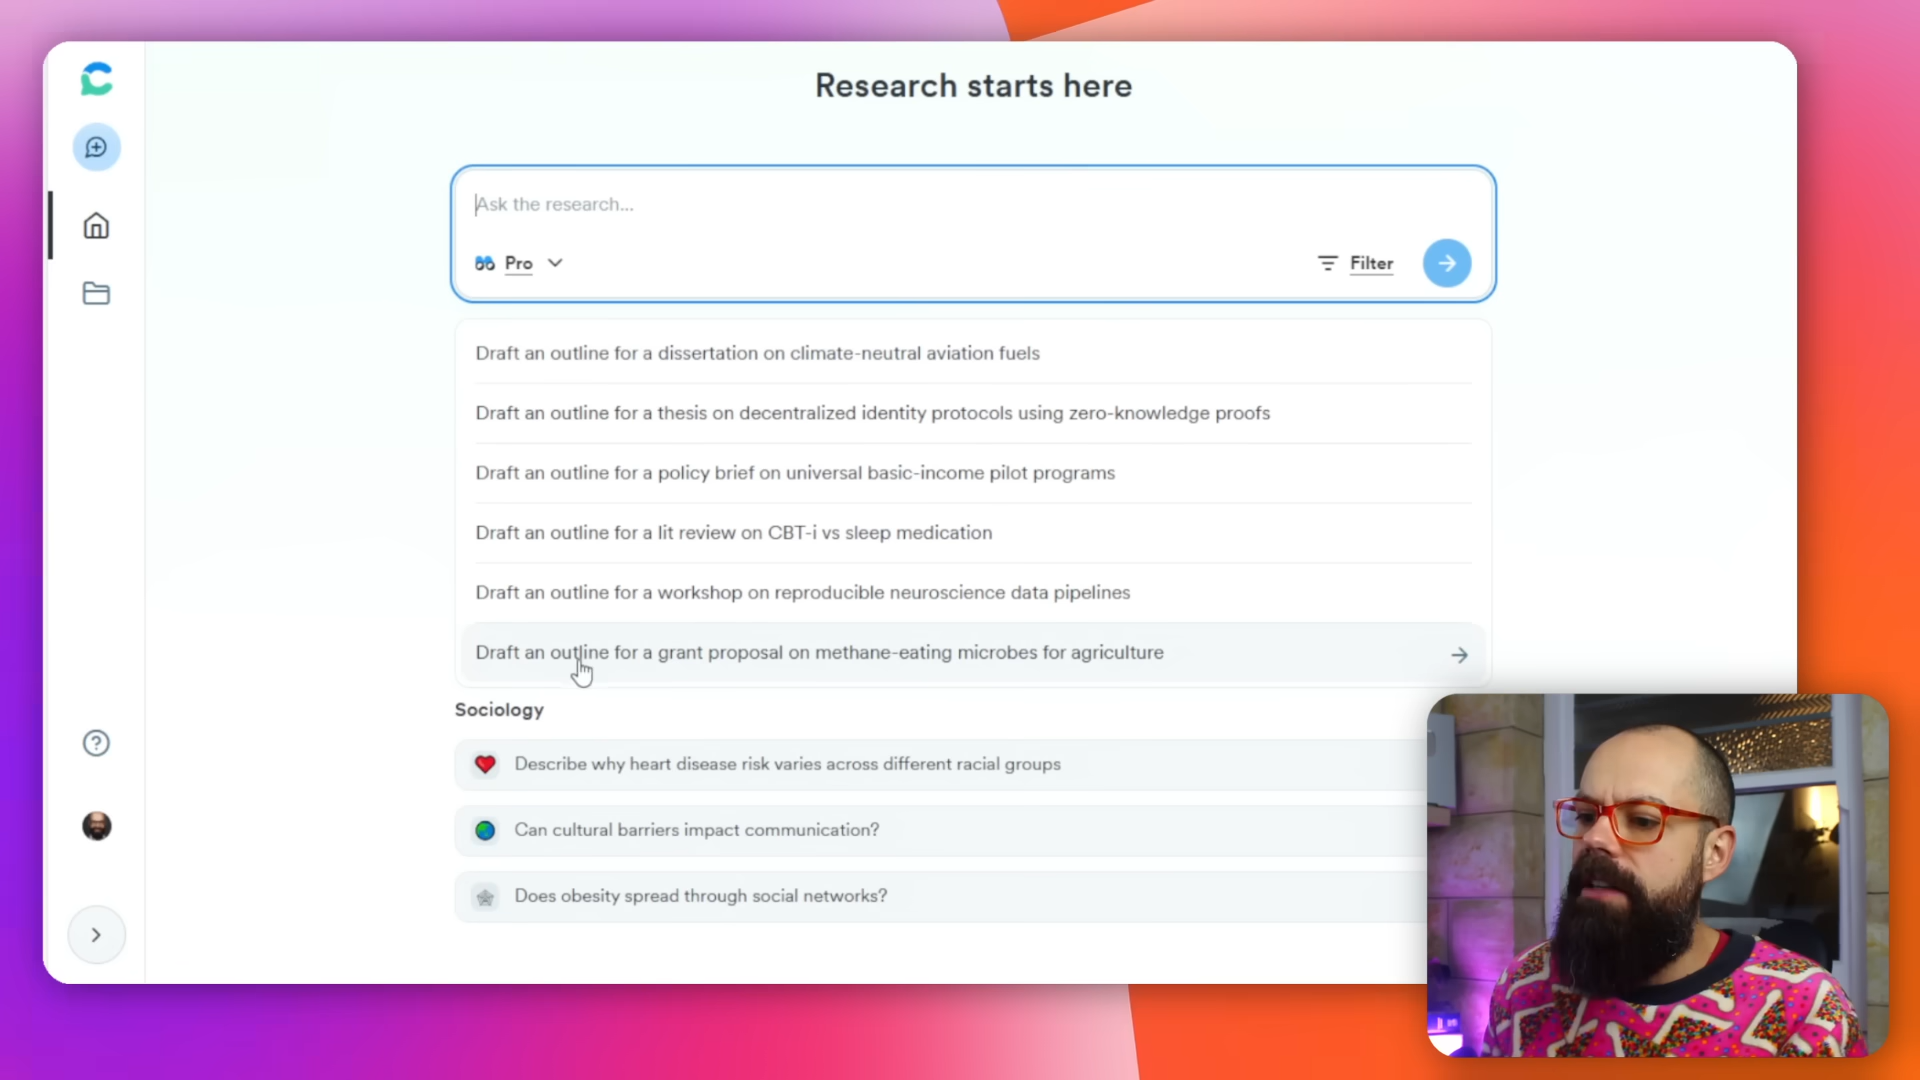 Research starts here
Ask the research...
Pro
Filter
Draft an outline for a dissertation on climate-neutral aviation fuels
Draft an outline for a thesis on decentralized identity protocols using zero-knowledge proofs
Draft an outline for a policy brief on universal basic-income pilot programs
Draft an outline for a lit review on CBT-i vs sleep medication
Draft an outline for a workshop on reproducible neuroscience data pipelines
Draft an outline for a grant proposal on methane-eating microbes for agriculture
Sociology
Describe why heart disease risk varies across different racial groups
Can cultural barriers impact communication?
Does obesity spread through social networks?